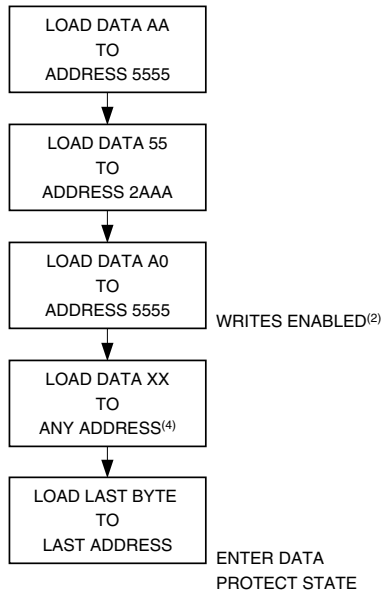 LOAD DATA AA
TO
ADDRESS 5555
LOAD DATA 55
TO
ADDRESS 2AAA
LOAD DATA A0
TO
ADDRESS 5555
WRITES ENABLED(2)
LOAD DATA XX
TO
ANY ADDRESS(4)
LOAD LAST BYTE
TO
LAST ADDRESS
ENTER DATA
PROTECT STATE